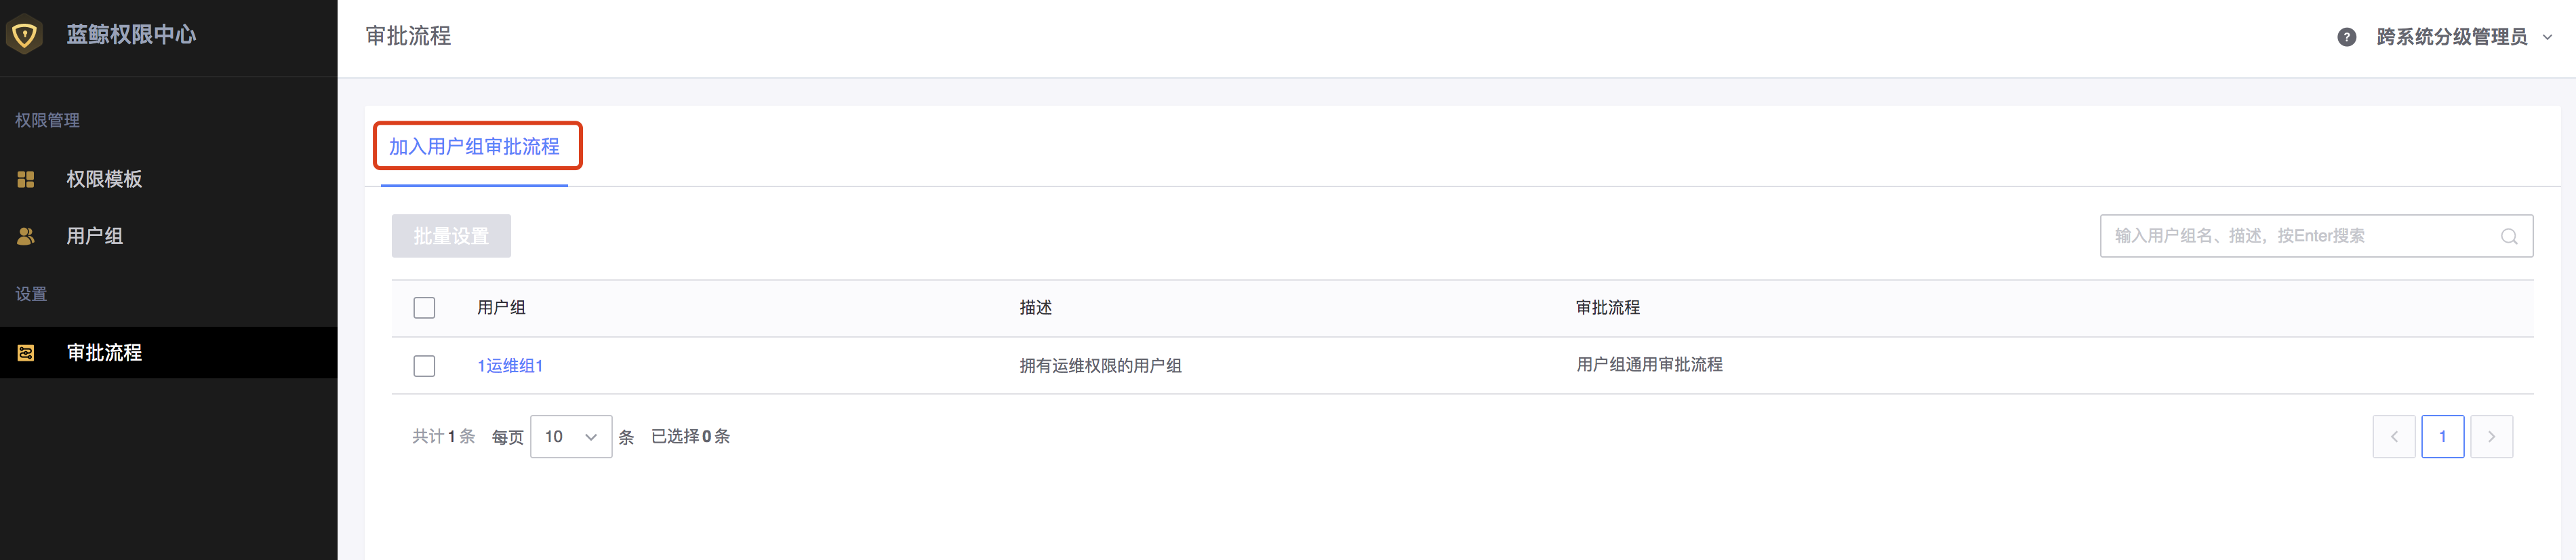 蓝鲸权限中心
审批流程
? 跨系统分级管理员
权限管理
权限模板
用户组
设置
审批流程
加入用户组审批流程
批量设置
输入用户组名、描述，按Enter搜索
用户组 描述 审批流程
1运维组1 拥有运维权限的用户组 用户组通用审批流程
共计1条 每页 10 条 已选择0条
1